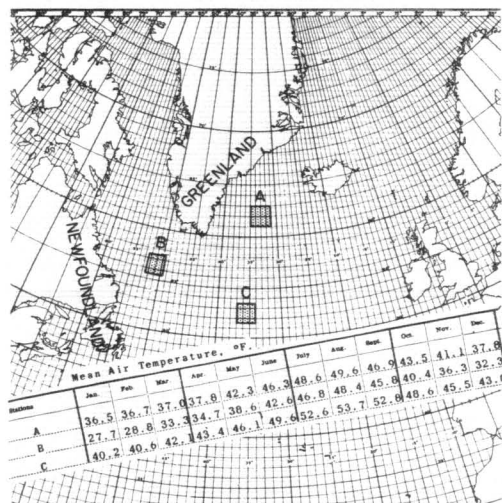 GREENLAND
A
NEWFOUNDLAND
B
C
Mean Air Temperature, °F.
Stations Jan. Feb Mar Apr. May June July Aug. Sept. Oct. Nov. Dec.
A 36.5 36.7 37.0 37.8 42.3 46.3 48.6 49.6 46.9 43.5 41.1 37.8
B 27.7 28.8 33.3 34.7 38.6 42.6 46.8 48.4 45.8 40.4 36.3 32.3
C 40.2 40.6 42.1 43.4 46.1 49.6 52.6 53.7 52.8 48.6 45.5 43.1